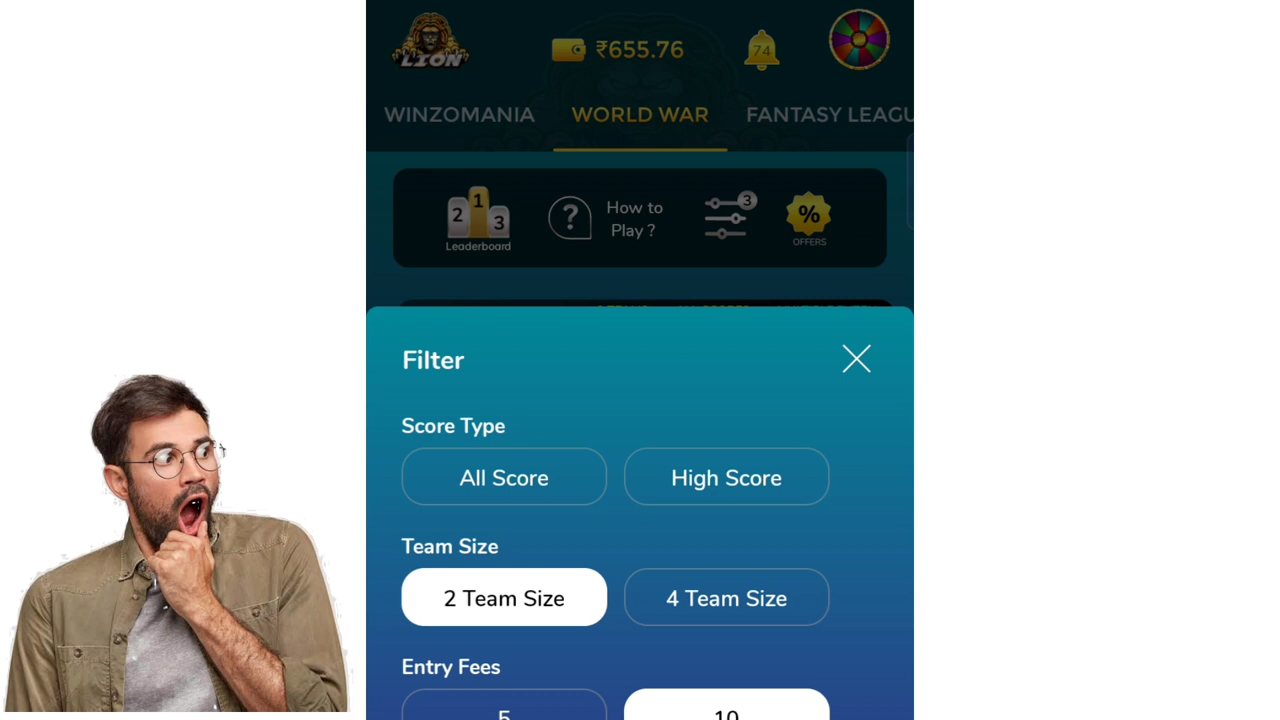 LION
₹655.76
74
WINZOMANIA
WORLD WAR
FANTASY LEAGU
2
1
3
Leaderboard
?
How to
Play ?
3
%
OFFERS
Filter
Score Type
All Score
High Score
Team Size
2 Team Size
4 Team Size
Entry Fees
5
10